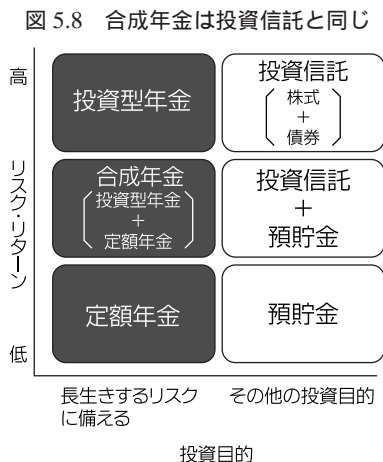 図 5.8　合成年金は投資信託と同じ
高
リスク・リターン
低
投資型年金
投資信託
株式
+
債券
合成年金
投資型年金
+
定額年金
投資信託
+
預貯金
定額年金
預貯金
長生きするリスク
に備える
その他の投資目的
投資目的